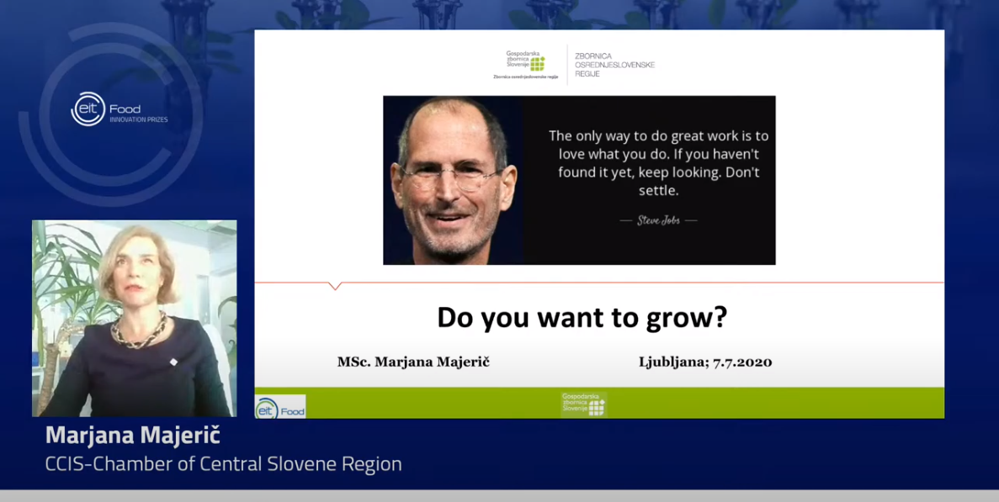 eit Food
INNOVATION PRIZES
Gospodarska
zbornica
Slovenije
Zbornica osrednjeslovenske regije
ZBORNICA
OSREDNJESLOVENSKE
REGIJE
The only way to do great work is to
love what you do. If you haven't
found it yet, keep looking. Don't
settle.
— Steve Jobs —
Do you want to grow?
MSc. Marjana Majerič
Ljubljana; 7.7.2020
eit Food
Gospodarska
zbornica
Slovenije
Marjana Majerič
CCIS-Chamber of Central Slovene Region